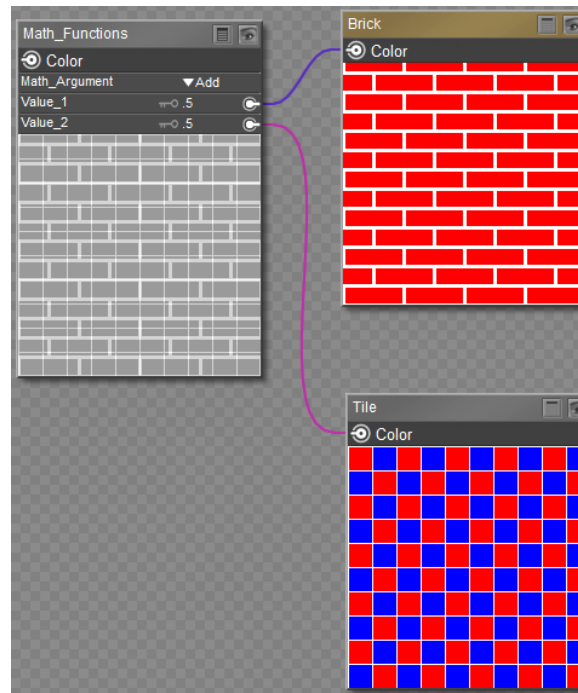 Math_Functions
Color
Math_Argument ▼Add
Value_1 .5
Value_2 .5
Brick
Color
Tile
Color